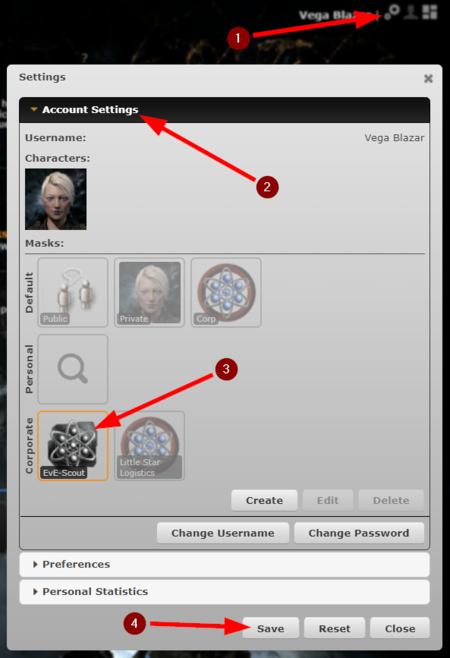 Vega Blazar
1
Settings
Account Settings
Username: Vega Blazar
2
Characters:
Masks:
Default
Public
Private
Corp
Personal
3
Corporate
EvE-Scout
Little Star
Logistics
Create
Edit
Delete
Change Username
Change Password
Preferences
Personal Statistics
4
Save
Reset
Close